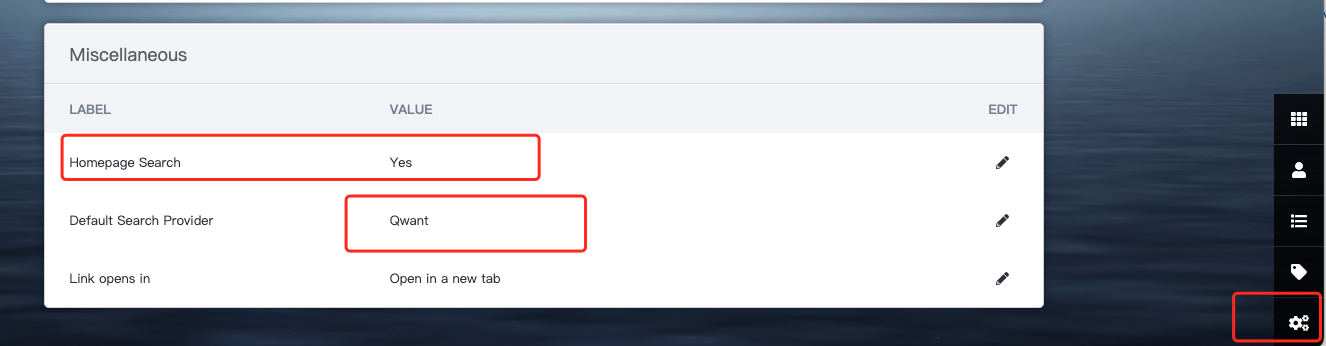 Miscellaneous
LABEL VALUE EDIT
Homepage Search Yes
Default Search Provider Qwant
Link opens in Open in a new tab